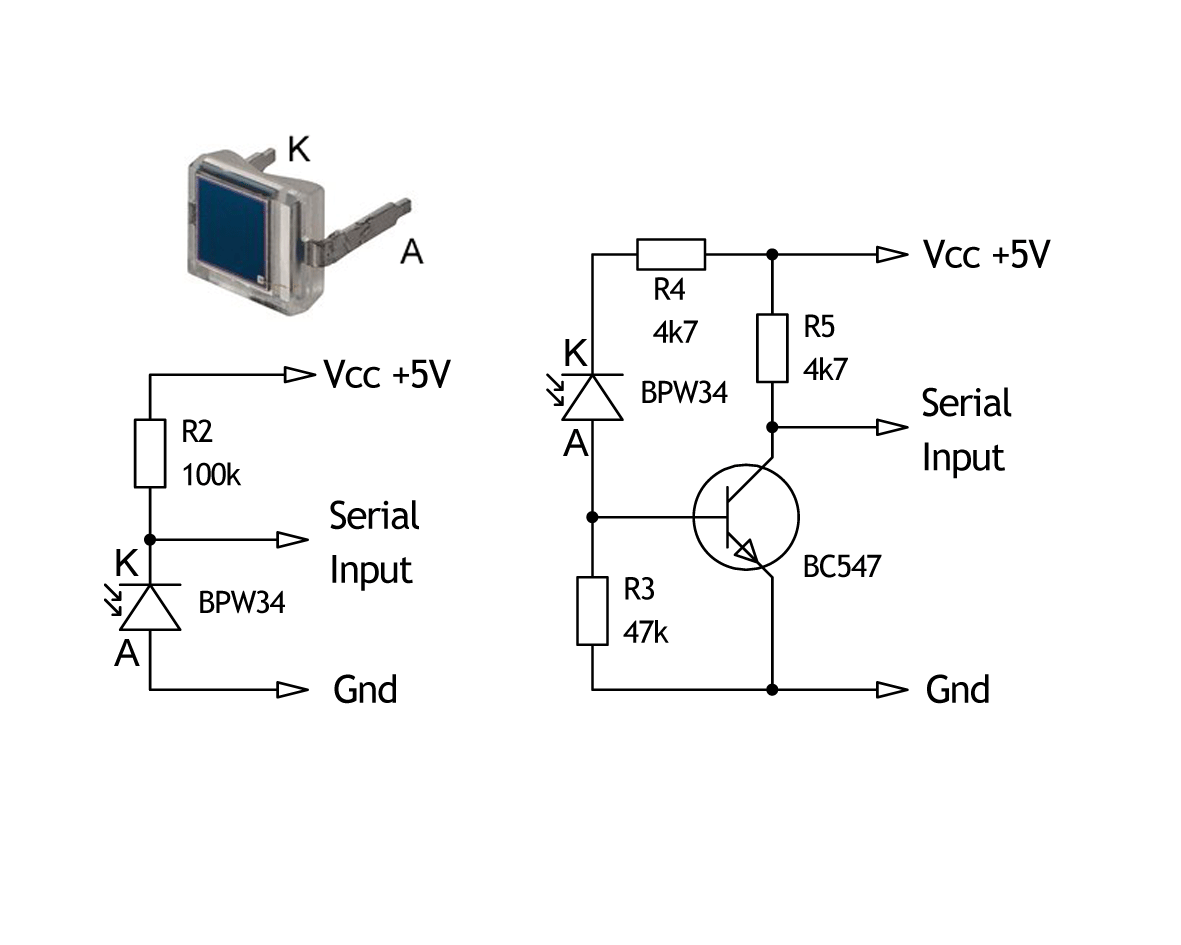 K
A
Vcc +5V
R2
100k
Serial
Input
K
BPW34
A
Gnd
Vcc +5V
R4
4k7
R5
4k7
K
BPW34
A
Serial
Input
BC547
R3
47k
Gnd